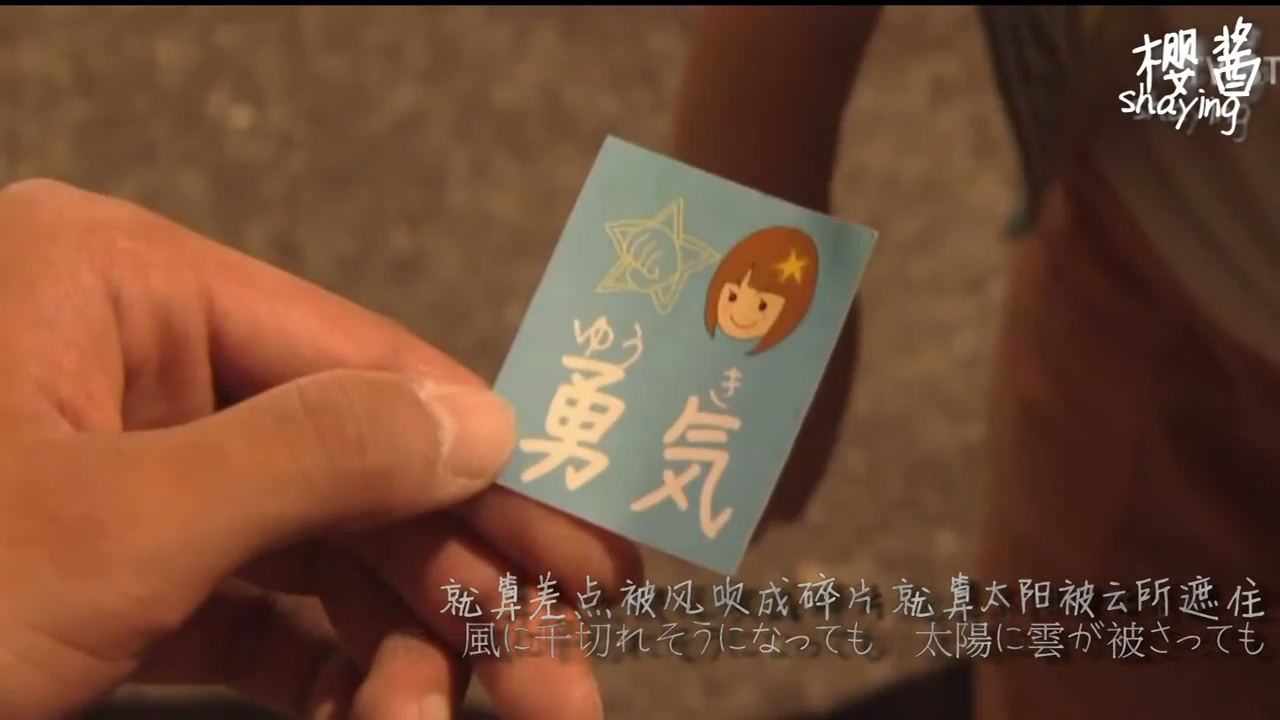 櫻醬
shaying
ゆうき
勇気
就算差点被风吹成碎片 就算太阳被云所遮住
風に千切れそうになっても 太陽に雲が被さっても